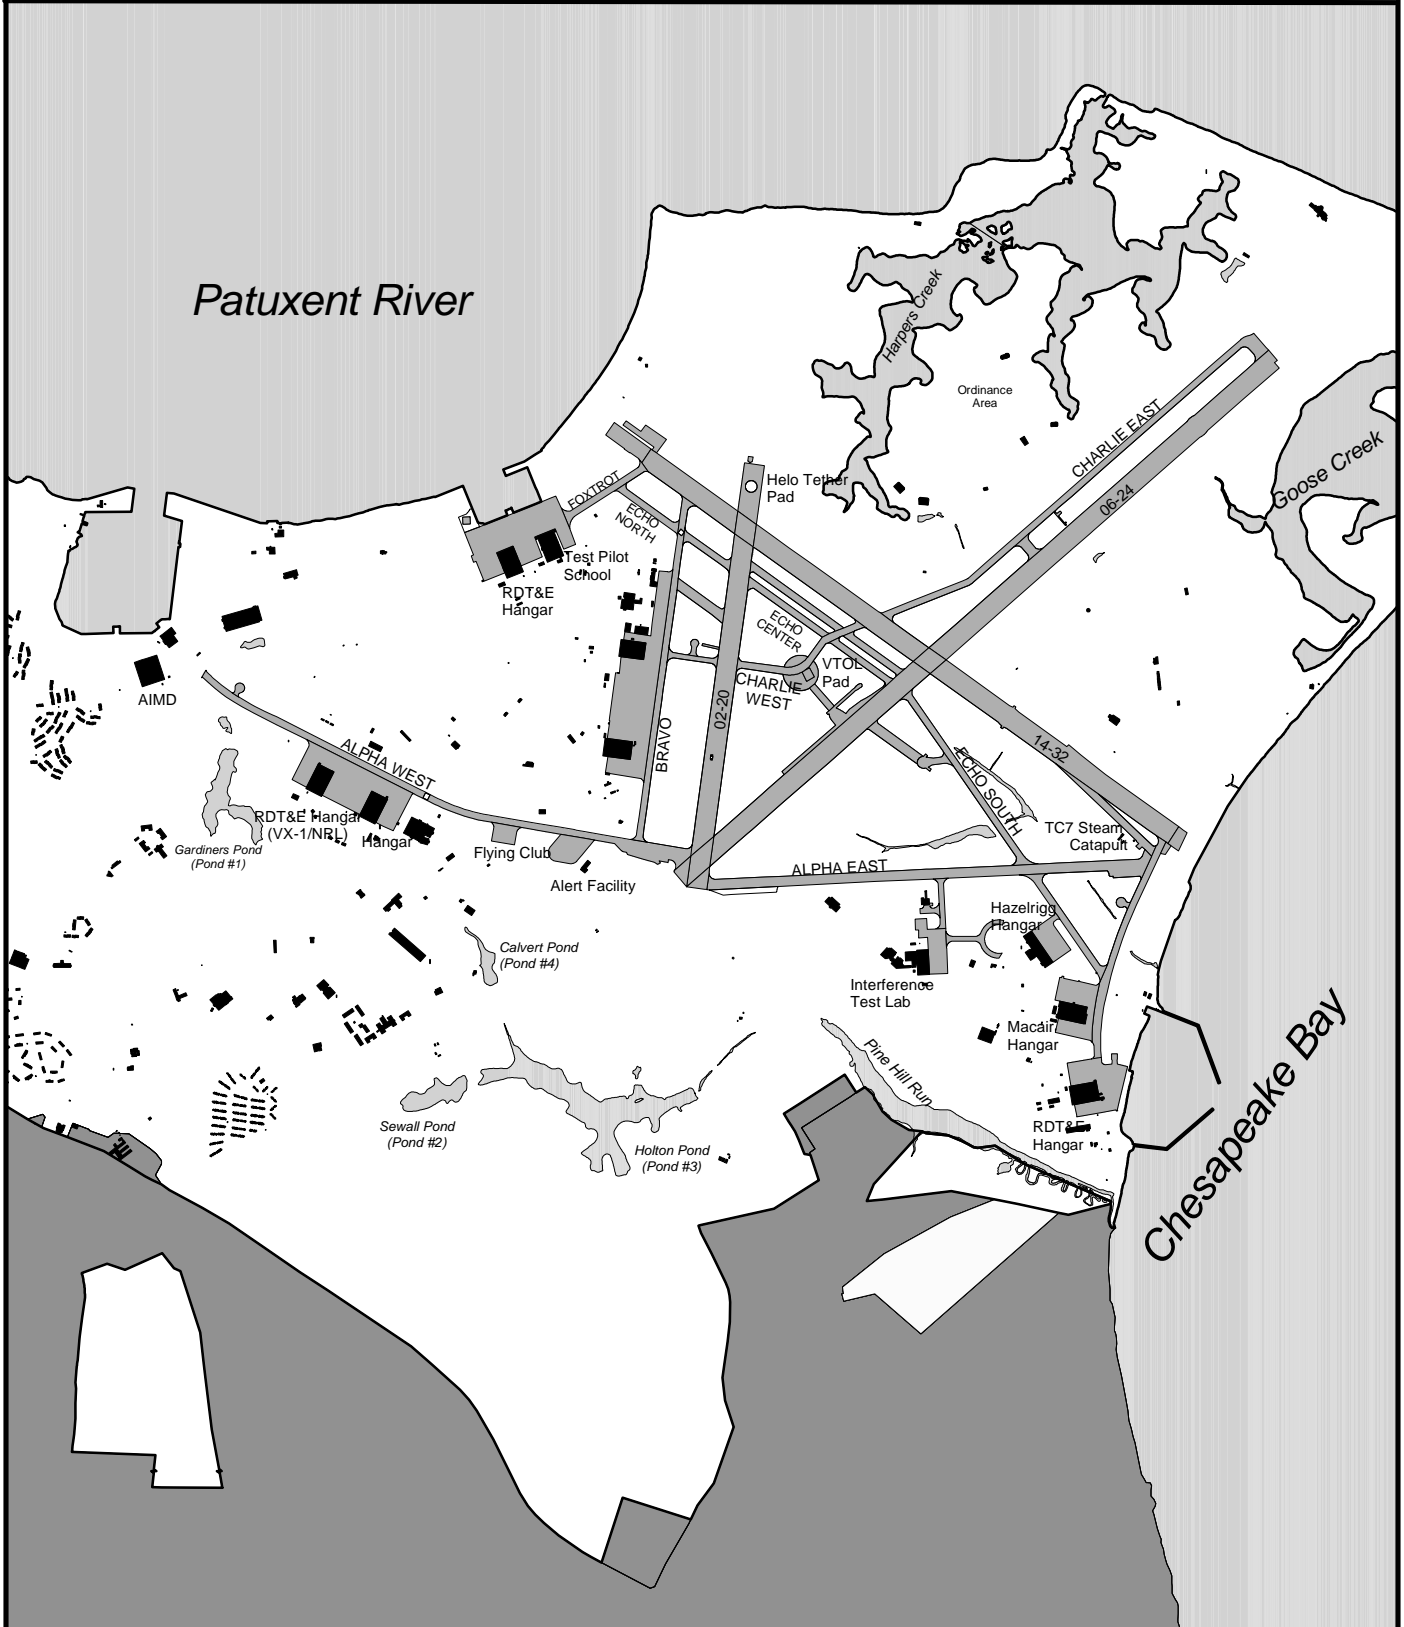 Patuxent River
Harpers Creek
Ordinance
Area
CHARLIE EAST
06-24
Goose Creek
Helo Tether
Pad
FOXTROT
ECHO
NORTH
Test Pilot
School
RDT&E
Hangar
ECHO
CENTER
VTOL
Pad
CHARLIE
WEST
02-20
BRAVO
AIMD
ALPHA WEST
14-32
ECHO SOUTH
RDT&E Hangar
(VX-1/NRL)
Hangar
Gardiners Pond
(Pond #1)
Flying Club
Alert Facility
TC7 Steam
Catapult
ALPHA EAST
Hazelrigg
Hangar
Calvert Pond
(Pond #4)
Interference
Test Lab
Macair
Hangar
Pine Hill Run
Chesapeake Bay
Sewall Pond
(Pond #2)
Holton Pond
(Pond #3)
RDT&E
Hangar